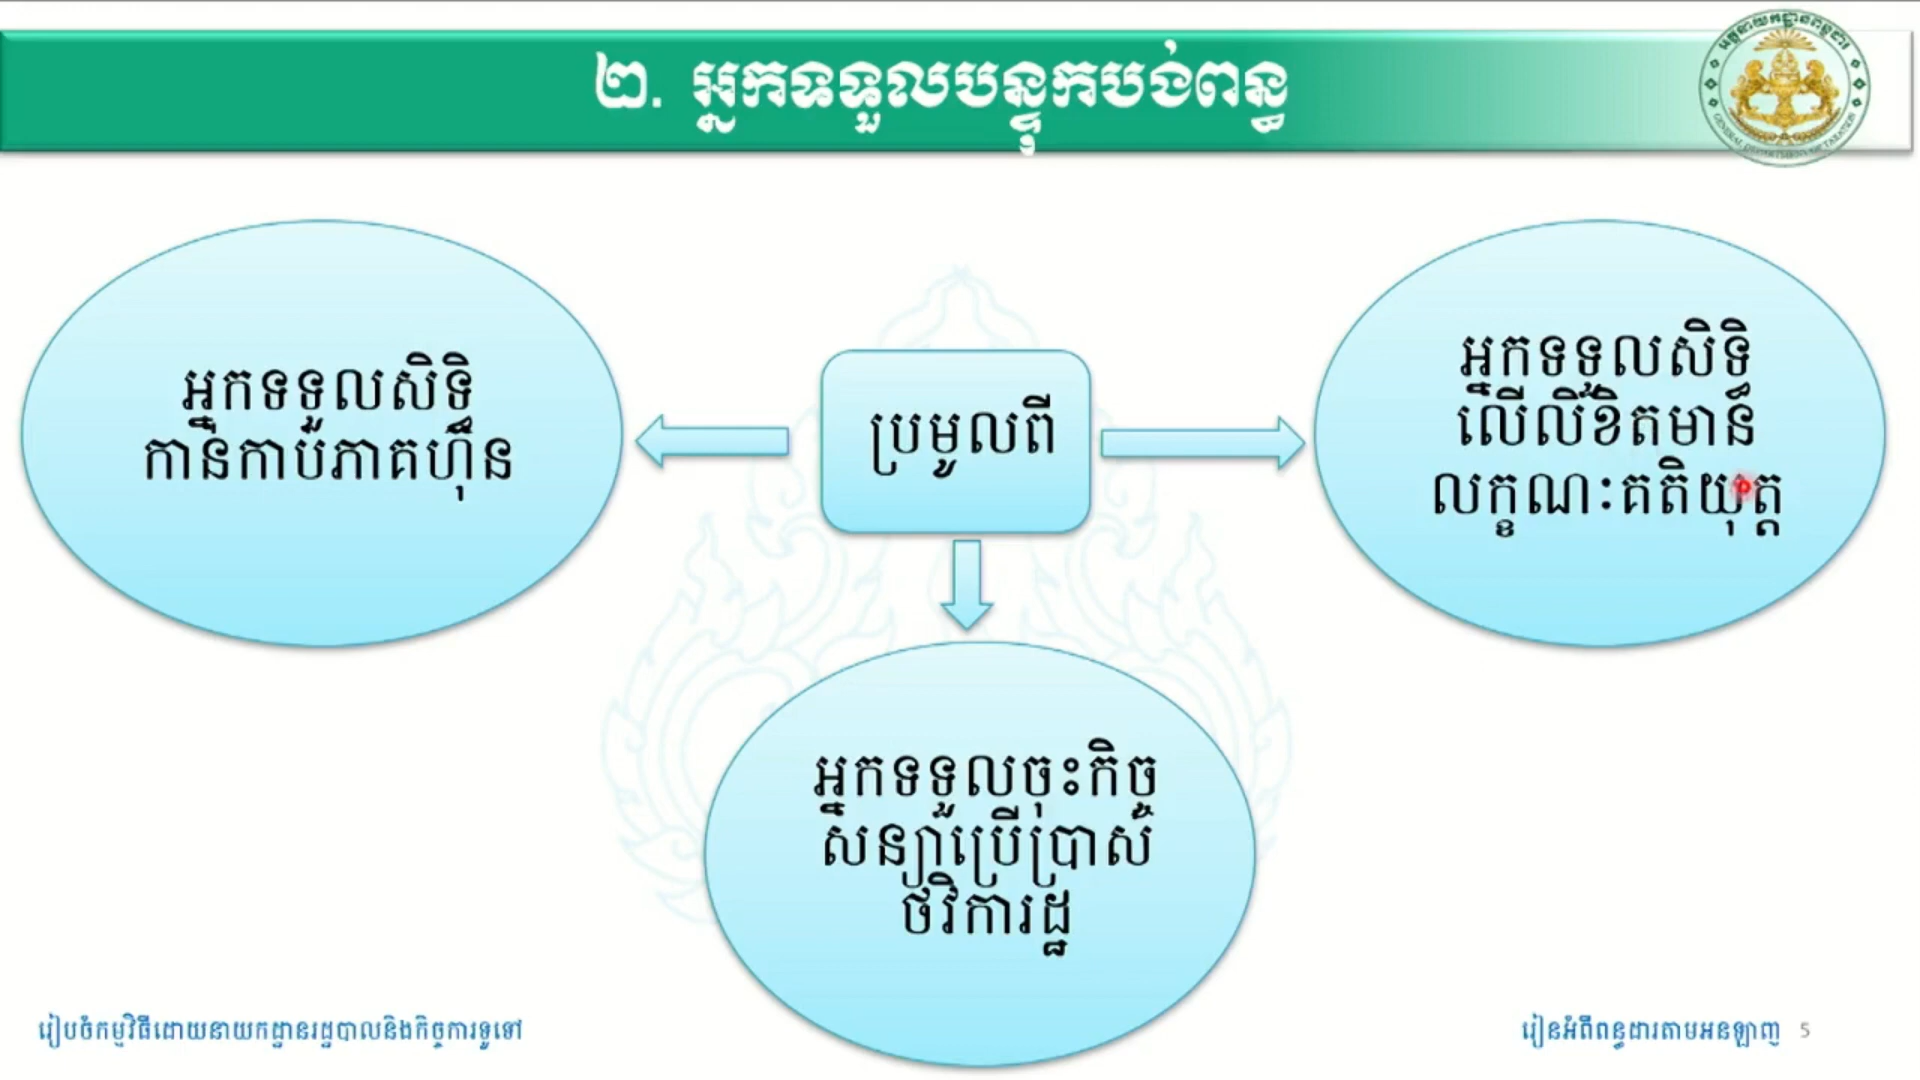 ២. អ្នកទទួលបន្ទុកបង់ពន្ធ
GENERAL DEPARTMENT OF TAXATION
អ្នកទទួលសិទ្ធិ
កាន់កាប់ភាគហ៊ុន
ប្រមូលពី
អ្នកទទួលសិទ្ធិ
លើលិខិតមាន
លក្ខណៈគតិយុត្ត
អ្នកទទួលចុះកិច្ច
សន្យាប្រើប្រាស់
ថវិការដ្ឋ
រៀបចំកម្មវិធីដោយនាយកដ្ឋានរដ្ឋបាលនិងកិច្ចការទូទៅ
រៀនអំពីពន្ធដារតាមអនឡាញ 5